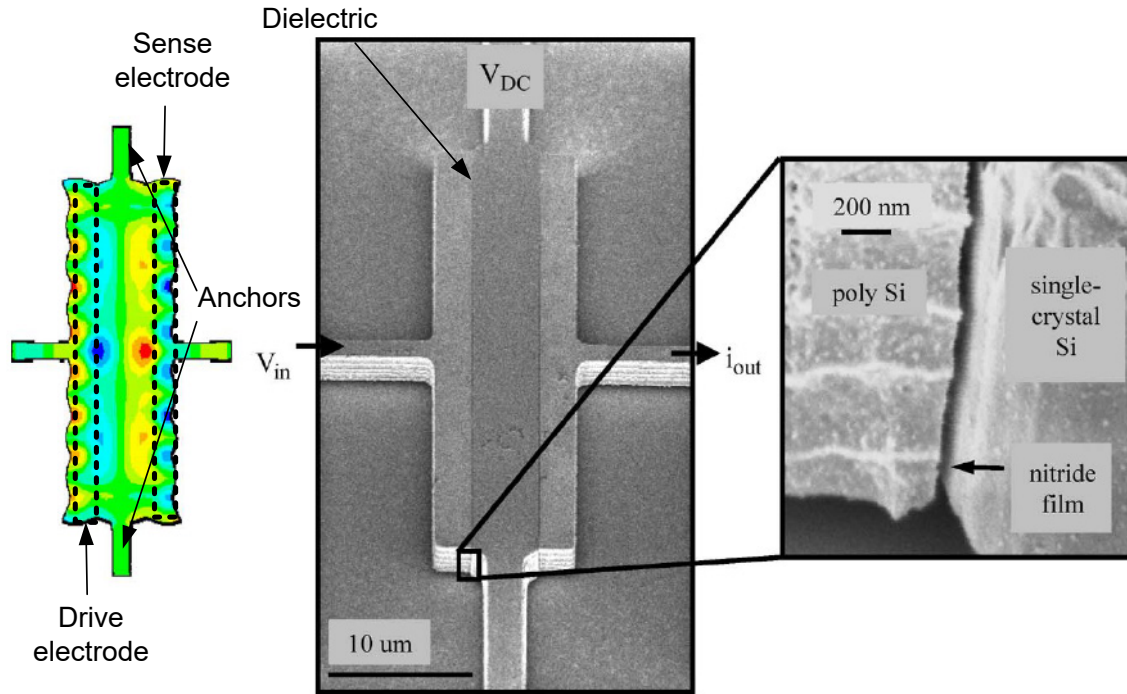 Dielectric
Sense
electrode
V_DC
200 nm
poly Si
single-
crystal
Si
Anchors
V_in
i_out
nitride
film
Drive
electrode
10 um